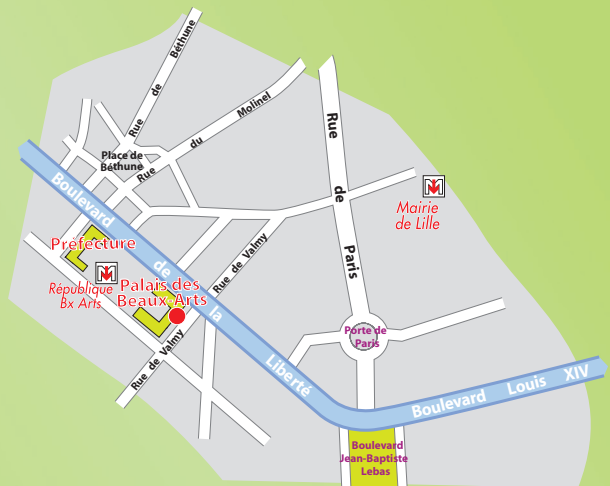 Rue de Béthune
Rue du Molinel
Rue de Paris
Place de
Béthune
Mairie
de Lille
Boulevard de la Liberté
Préfecture
République
Bx Arts
Palais des
Beaux-Arts
Rue de Valmy
Rue de Valmy
Porte de
Paris
Boulevard Louis XIV
Boulevard
Jean-Baptiste
Lebas